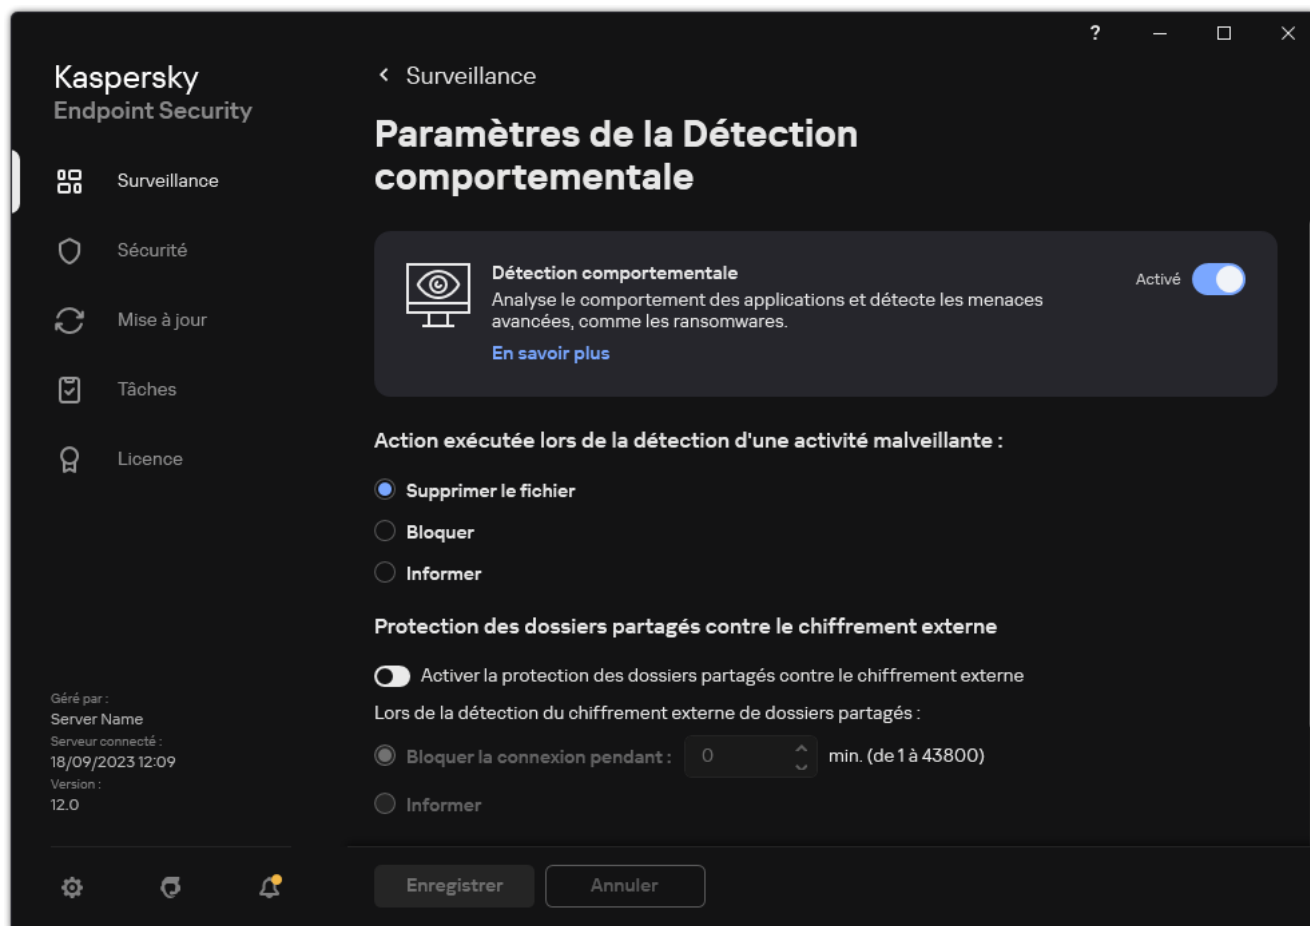 ?
Kaspersky
Endpoint Security
Surveillance
Sécurité
Mise à jour
Tâches
Licence
Géré par :
Server Name
Serveur connecté :
18/09/2023 12:09
Version :
12.0
Surveillance
Paramètres de la Détection
comportementale
Détection comportementale
Analyse le comportement des applications et détecte les menaces
avancées, comme les ransomwares.
En savoir plus
Activé
Action exécutée lors de la détection d'une activité malveillante :
Supprimer le fichier
Bloquer
Informer
Protection des dossiers partagés contre le chiffrement externe
Activer la protection des dossiers partagés contre le chiffrement externe
Lors de la détection du chiffrement externe de dossiers partagés :
Bloquer la connexion pendant : 0 min. (de 1 à 43800)
Informer
Enregistrer Annuler